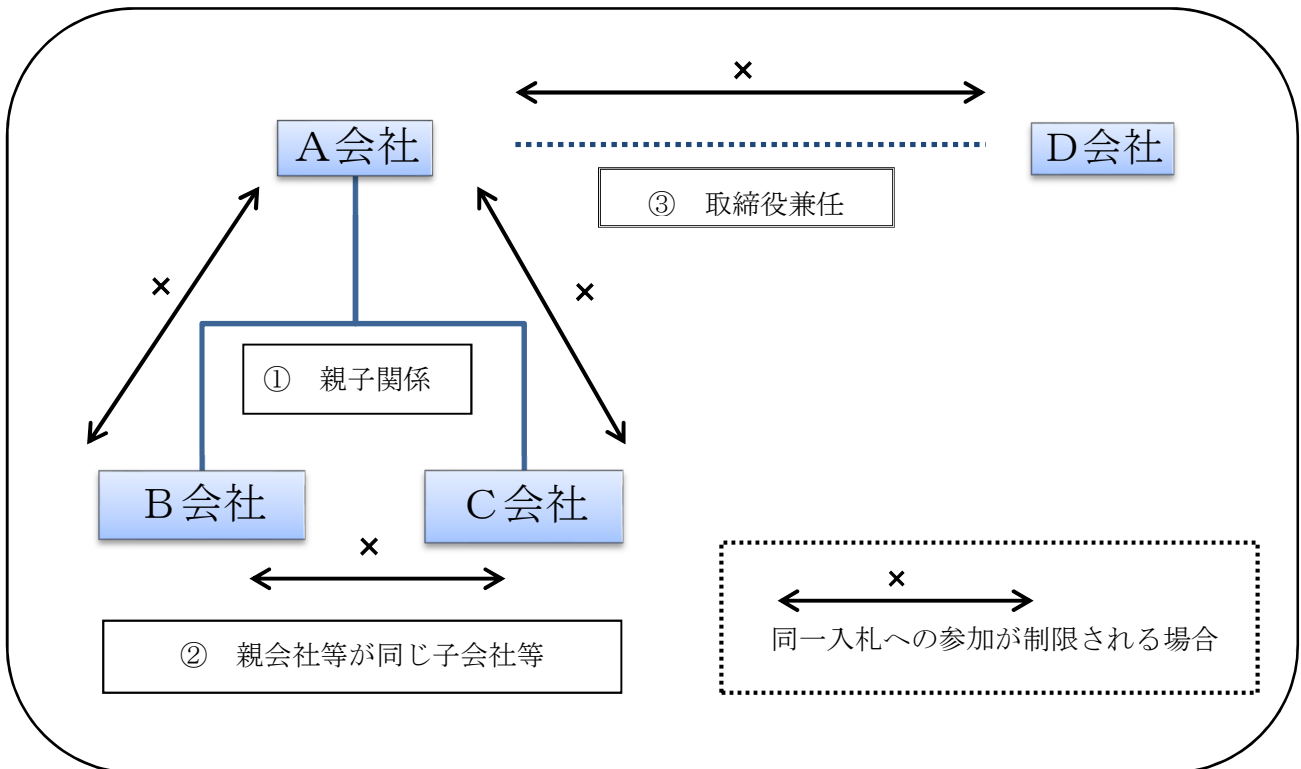 ×
A会社
D会社
③ 取締役兼任
×
×
① 親子関係
B会社
C会社
×
② 親会社等が同じ子会社等
×
同一入札への参加が制限される場合